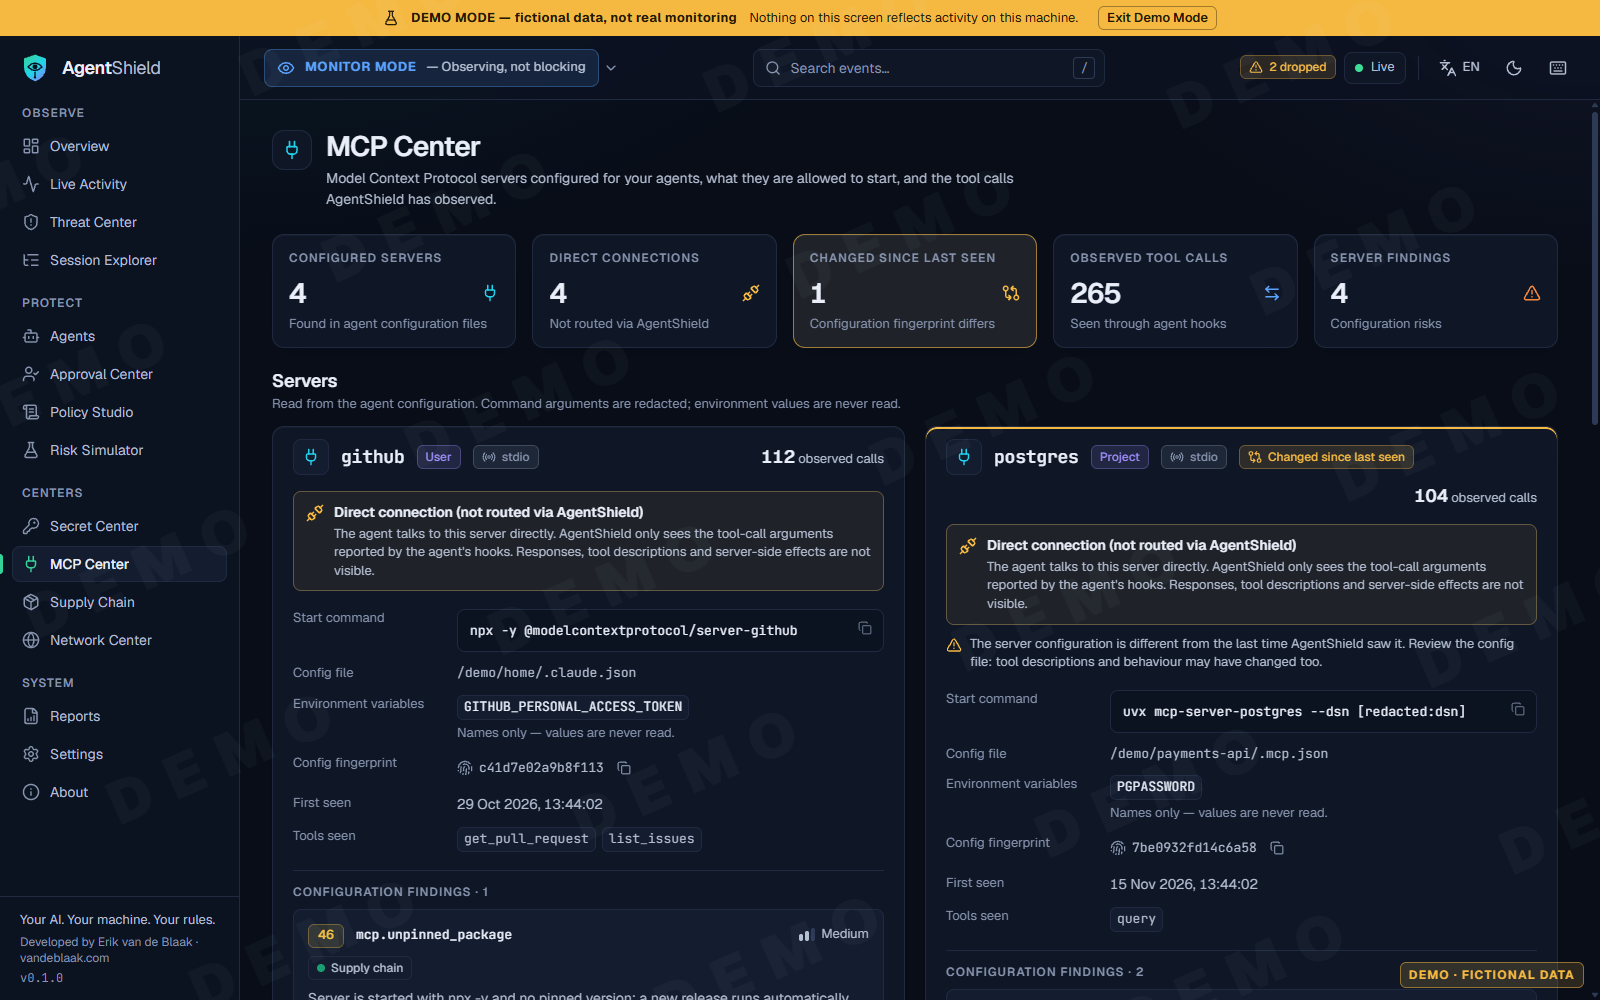 DEMO MODE — fictional data, not real monitoring Nothing on this screen reflects activity on this machine. Exit Demo Mode
AgentShield
MONITOR MODE — Observing, not blocking
Search events... /
2 dropped
Live
EN
OBSERVE
Overview
Live Activity
Threat Center
Session Explorer
PROTECT
Agents
Approval Center
Policy Studio
Risk Simulator
CENTERS
Secret Center
MCP Center
Supply Chain
Network Center
SYSTEM
Reports
Settings
About
Your AI. Your machine. Your rules.
Developed by Erik van de Blaak ·
vandeblaak.com
v0.1.0
MCP Center
Model Context Protocol servers configured for your agents, what they are allowed to start, and the tool calls
AgentShield has observed.
CONFIGURED SERVERS
4
Found in agent configuration files
DIRECT CONNECTIONS
4
Not routed via AgentShield
CHANGED SINCE LAST SEEN
1
Configuration fingerprint differs
OBSERVED TOOL CALLS
265
Seen through agent hooks
SERVER FINDINGS
4
Configuration risks
Servers
Read from the agent configuration. Command arguments are redacted; environment values are never read.
github User stdio 112 observed calls
Direct connection (not routed via AgentShield)
The agent talks to this server directly. AgentShield only sees the tool-call arguments
reported by the agent's hooks. Responses, tool descriptions and server-side effects are not
visible.
Start command npx -y @modelcontextprotocol/server-github
Config file /demo/home/.claude.json
Environment variables GITHUB_PERSONAL_ACCESS_TOKEN
Names only — values are never read.
Config fingerprint c41d7e02a9b8f113
First seen 29 Oct 2026, 13:44:02
Tools seen get_pull_request list_issues
CONFIGURATION FINDINGS · 1
46 mcp.unpinned_package Medium
Supply chain
Server is started with npx -y and no pinned version: a new release runs automatically
postgres Project stdio Changed since last seen
104 observed calls
Direct connection (not routed via AgentShield)
The agent talks to this server directly. AgentShield only sees the tool-call arguments
reported by the agent's hooks. Responses, tool descriptions and server-side effects are not
visible.
The server configuration is different from the last time AgentShield saw it. Review the config
file: tool descriptions and behaviour may have changed too.
Start command uvx mcp-server-postgres --dsn [redacted:dsn]
Config file /demo/payments-api/.mcp.json
Environment variables PGPASSWORD
Names only — values are never read.
Config fingerprint 7be0932fd14c6a58
First seen 15 Nov 2026, 13:44:02
Tools seen query
CONFIGURATION FINDINGS · 2
DEMO · FICTIONAL DATA